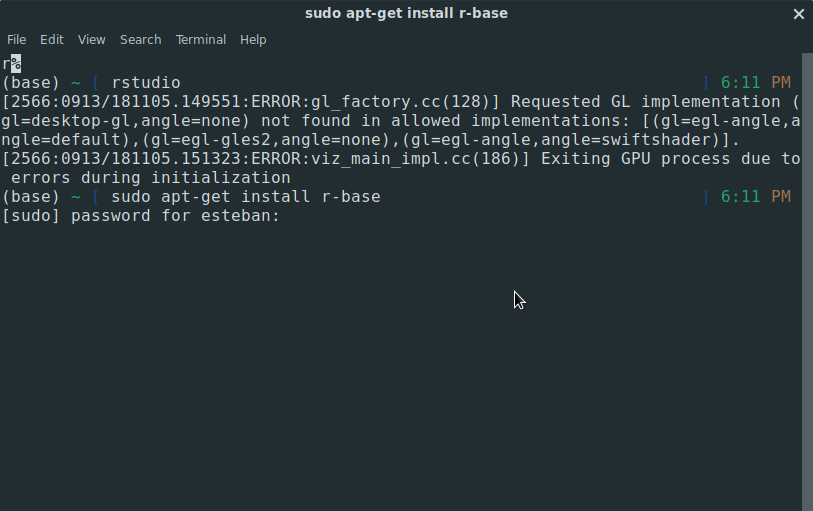 sudo apt-get install r-base
File Edit View Search Terminal Help
r%
(base) ~ [ rstudio ] 6:11 PM
[2566:0913/181105.149551:ERROR:gl_factory.cc(128)] Requested GL implementation (
gl=desktop-gl,angle=none) not found in allowed implementations: [(gl=egl-angle,a
ngle=default),(gl=egl-gles2,angle=none),(gl=egl-angle,angle=swiftshader)].
[2566:0913/181105.151323:ERROR:viz_main_impl.cc(186)] Exiting GPU process due to
errors during initialization
(base) ~ [ sudo apt-get install r-base ] 6:11 PM
[sudo] password for esteban: